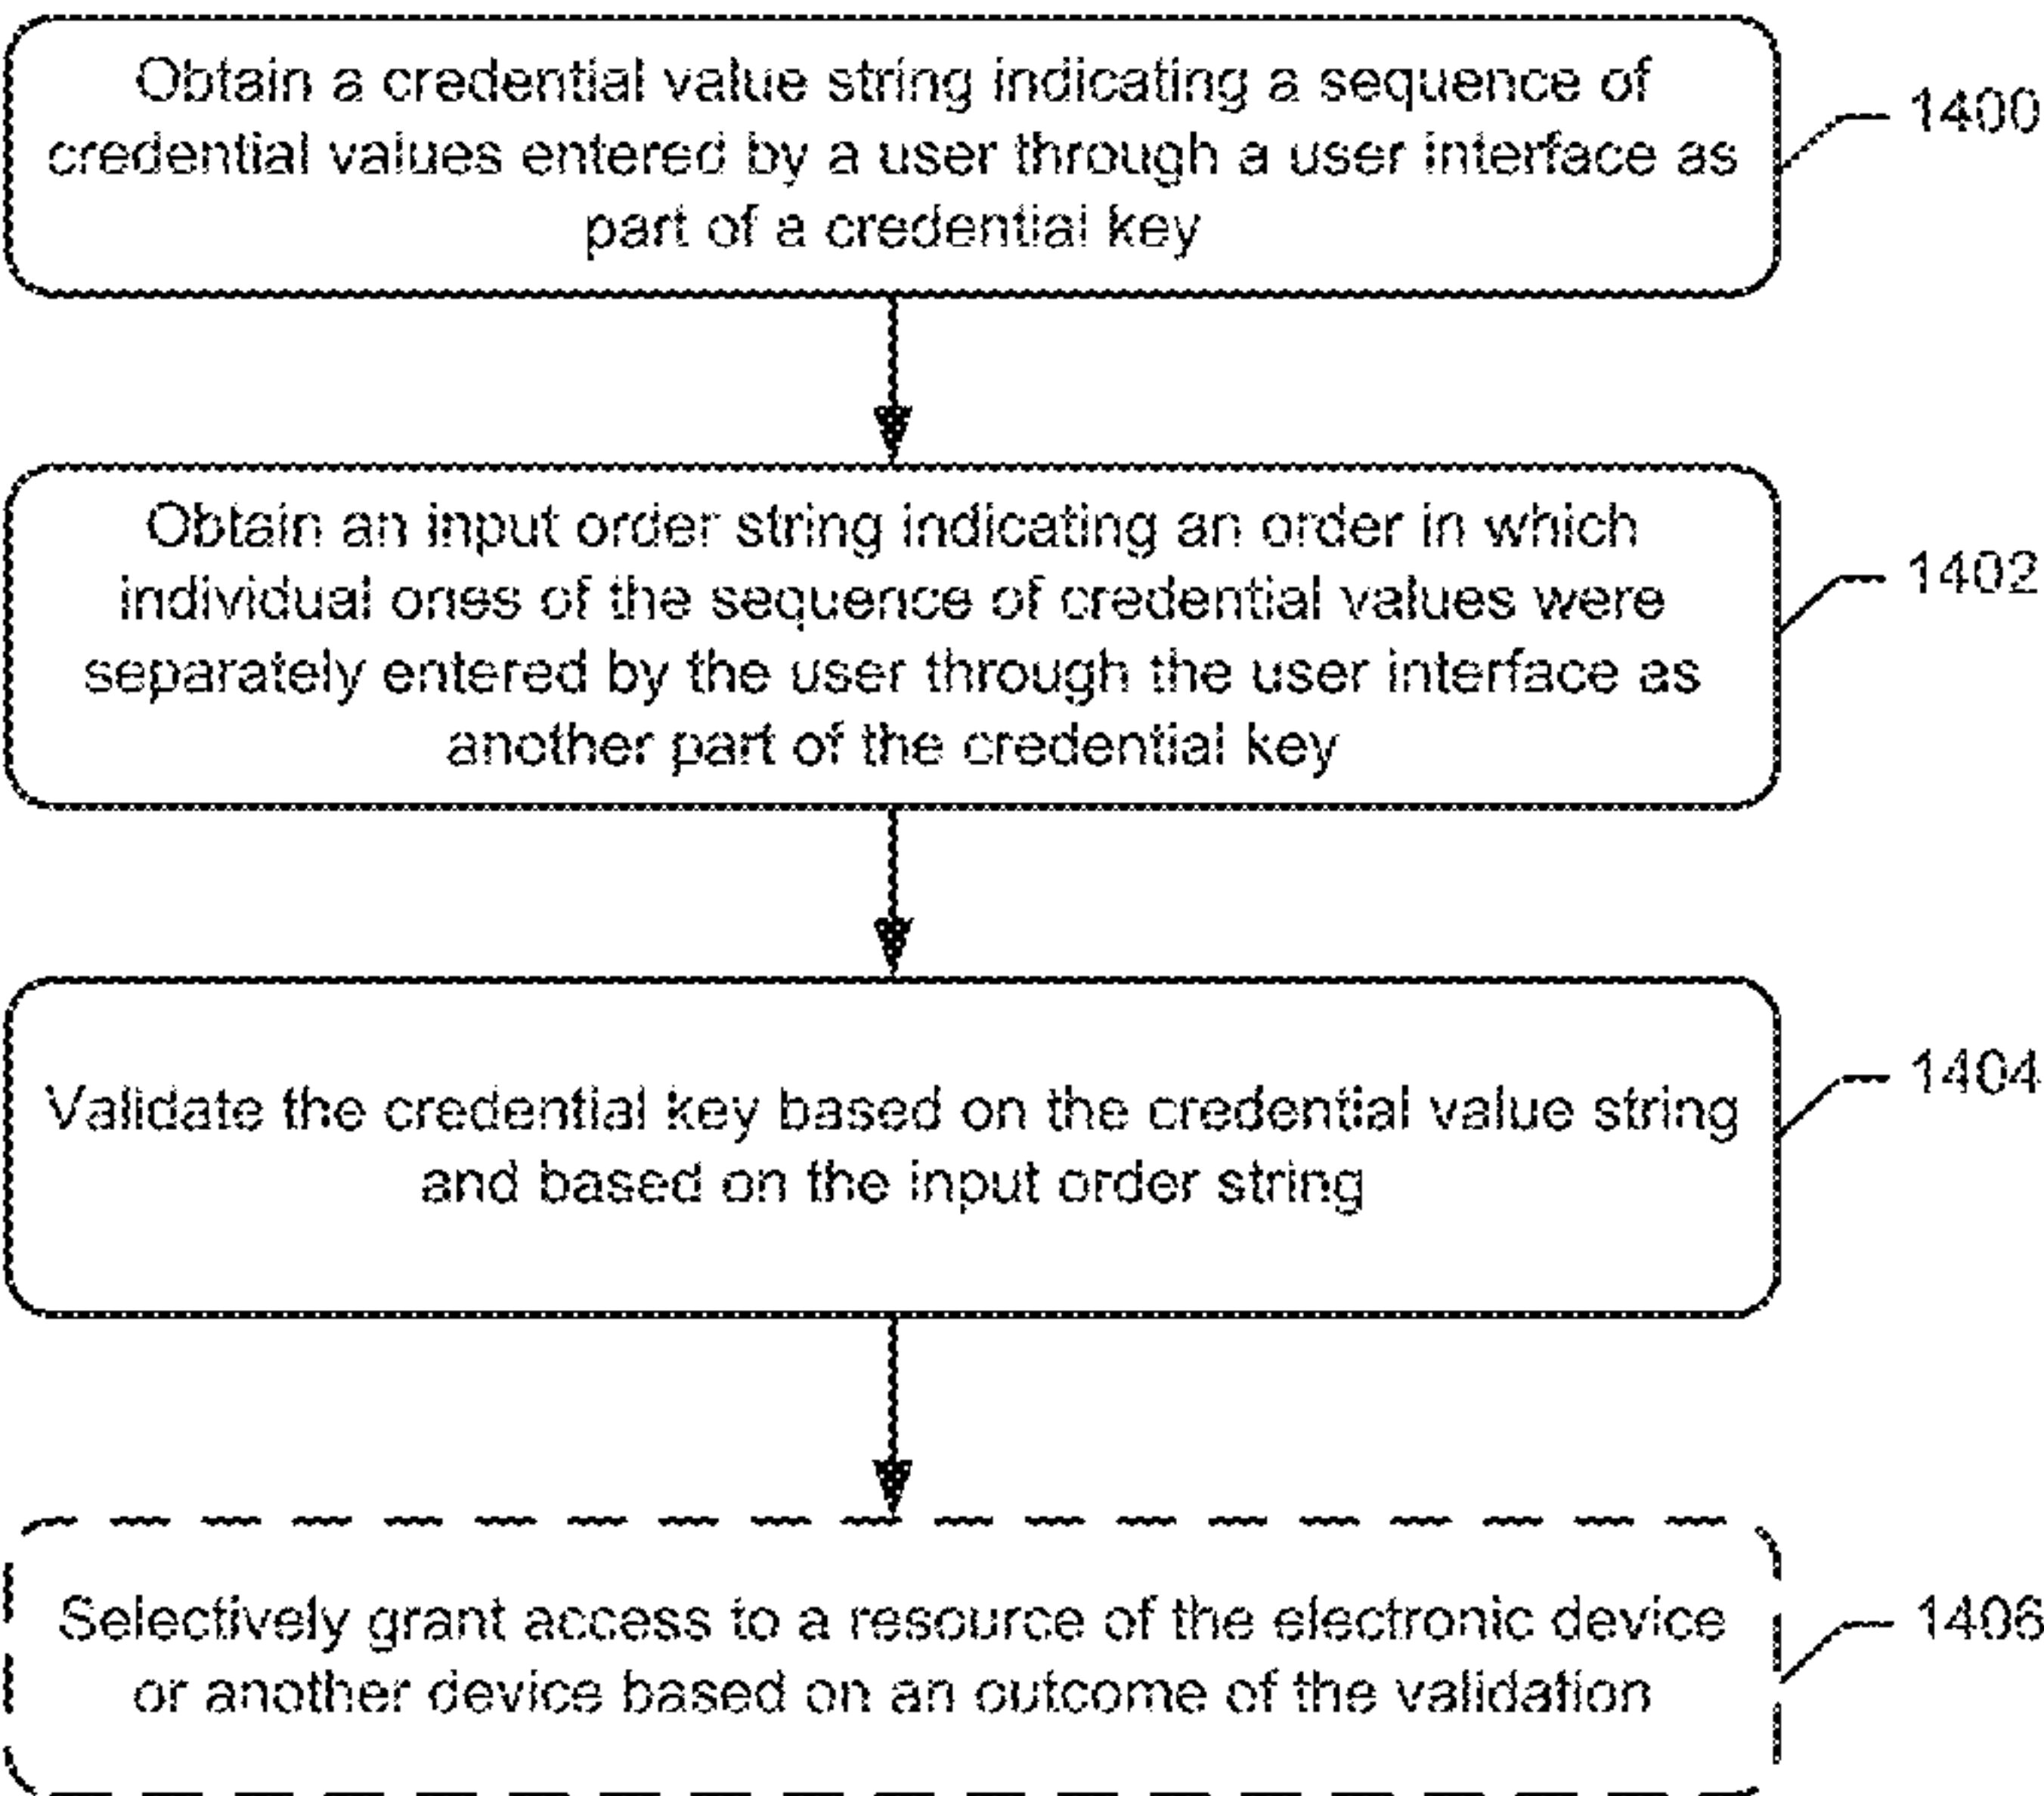 Obtain a credential value string indicating a sequence of
credential values entered by a user through a user interface as
part of a credential key
1400
Obtain an input order string indicating an order in which
individual ones of the sequence of credential values were
separately entered by the user through the user interface as
another part of the credential key
1402
Validate the credential key based on the credential value string
and based on the input order string
1404
Selectively grant access to a resource of the electronic device
or another device based on an outcome of the validation
1406